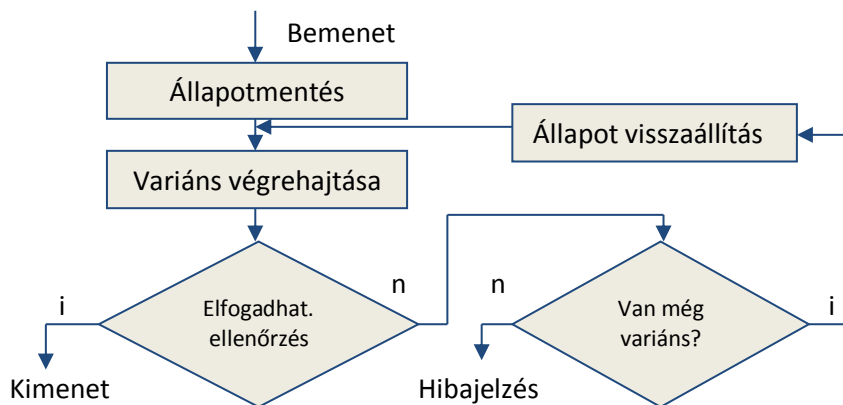 Bemenet
Állapotmentés
Állapot visszaállítás
Variáns végrehajtása
i
Elfogadhat.
ellenőrzés
n
n
Van még
variáns?
i
Kimenet
Hibajelzés